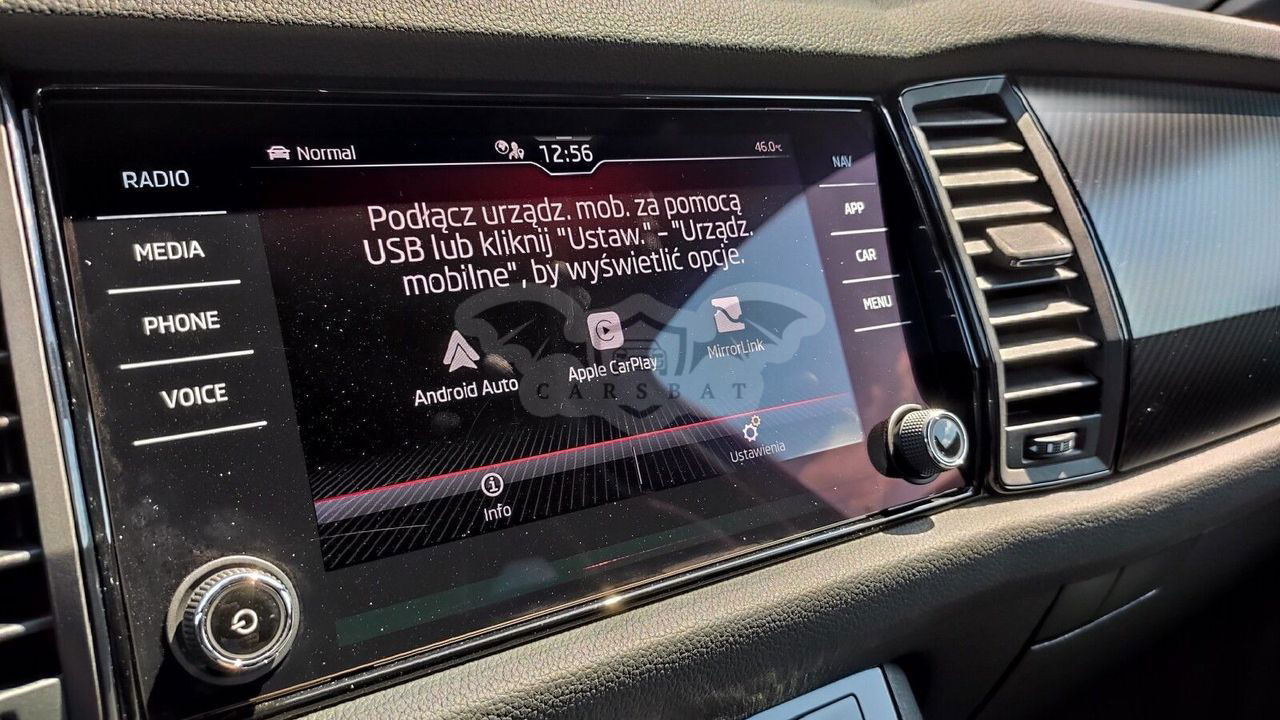 RADIO
MEDIA
PHONE
VOICE
Normal
12:56
46.0°C
Podłącz urządz. mob. za pomocą
USB lub kliknij "Ustaw." - "Urządz.
mobilne", by wyświetlić opcje.
Android Auto
Apple CarPlay
MirrorLink
CARSBAT
Info
Ustawienia
NAV
APP
CAR
MENU